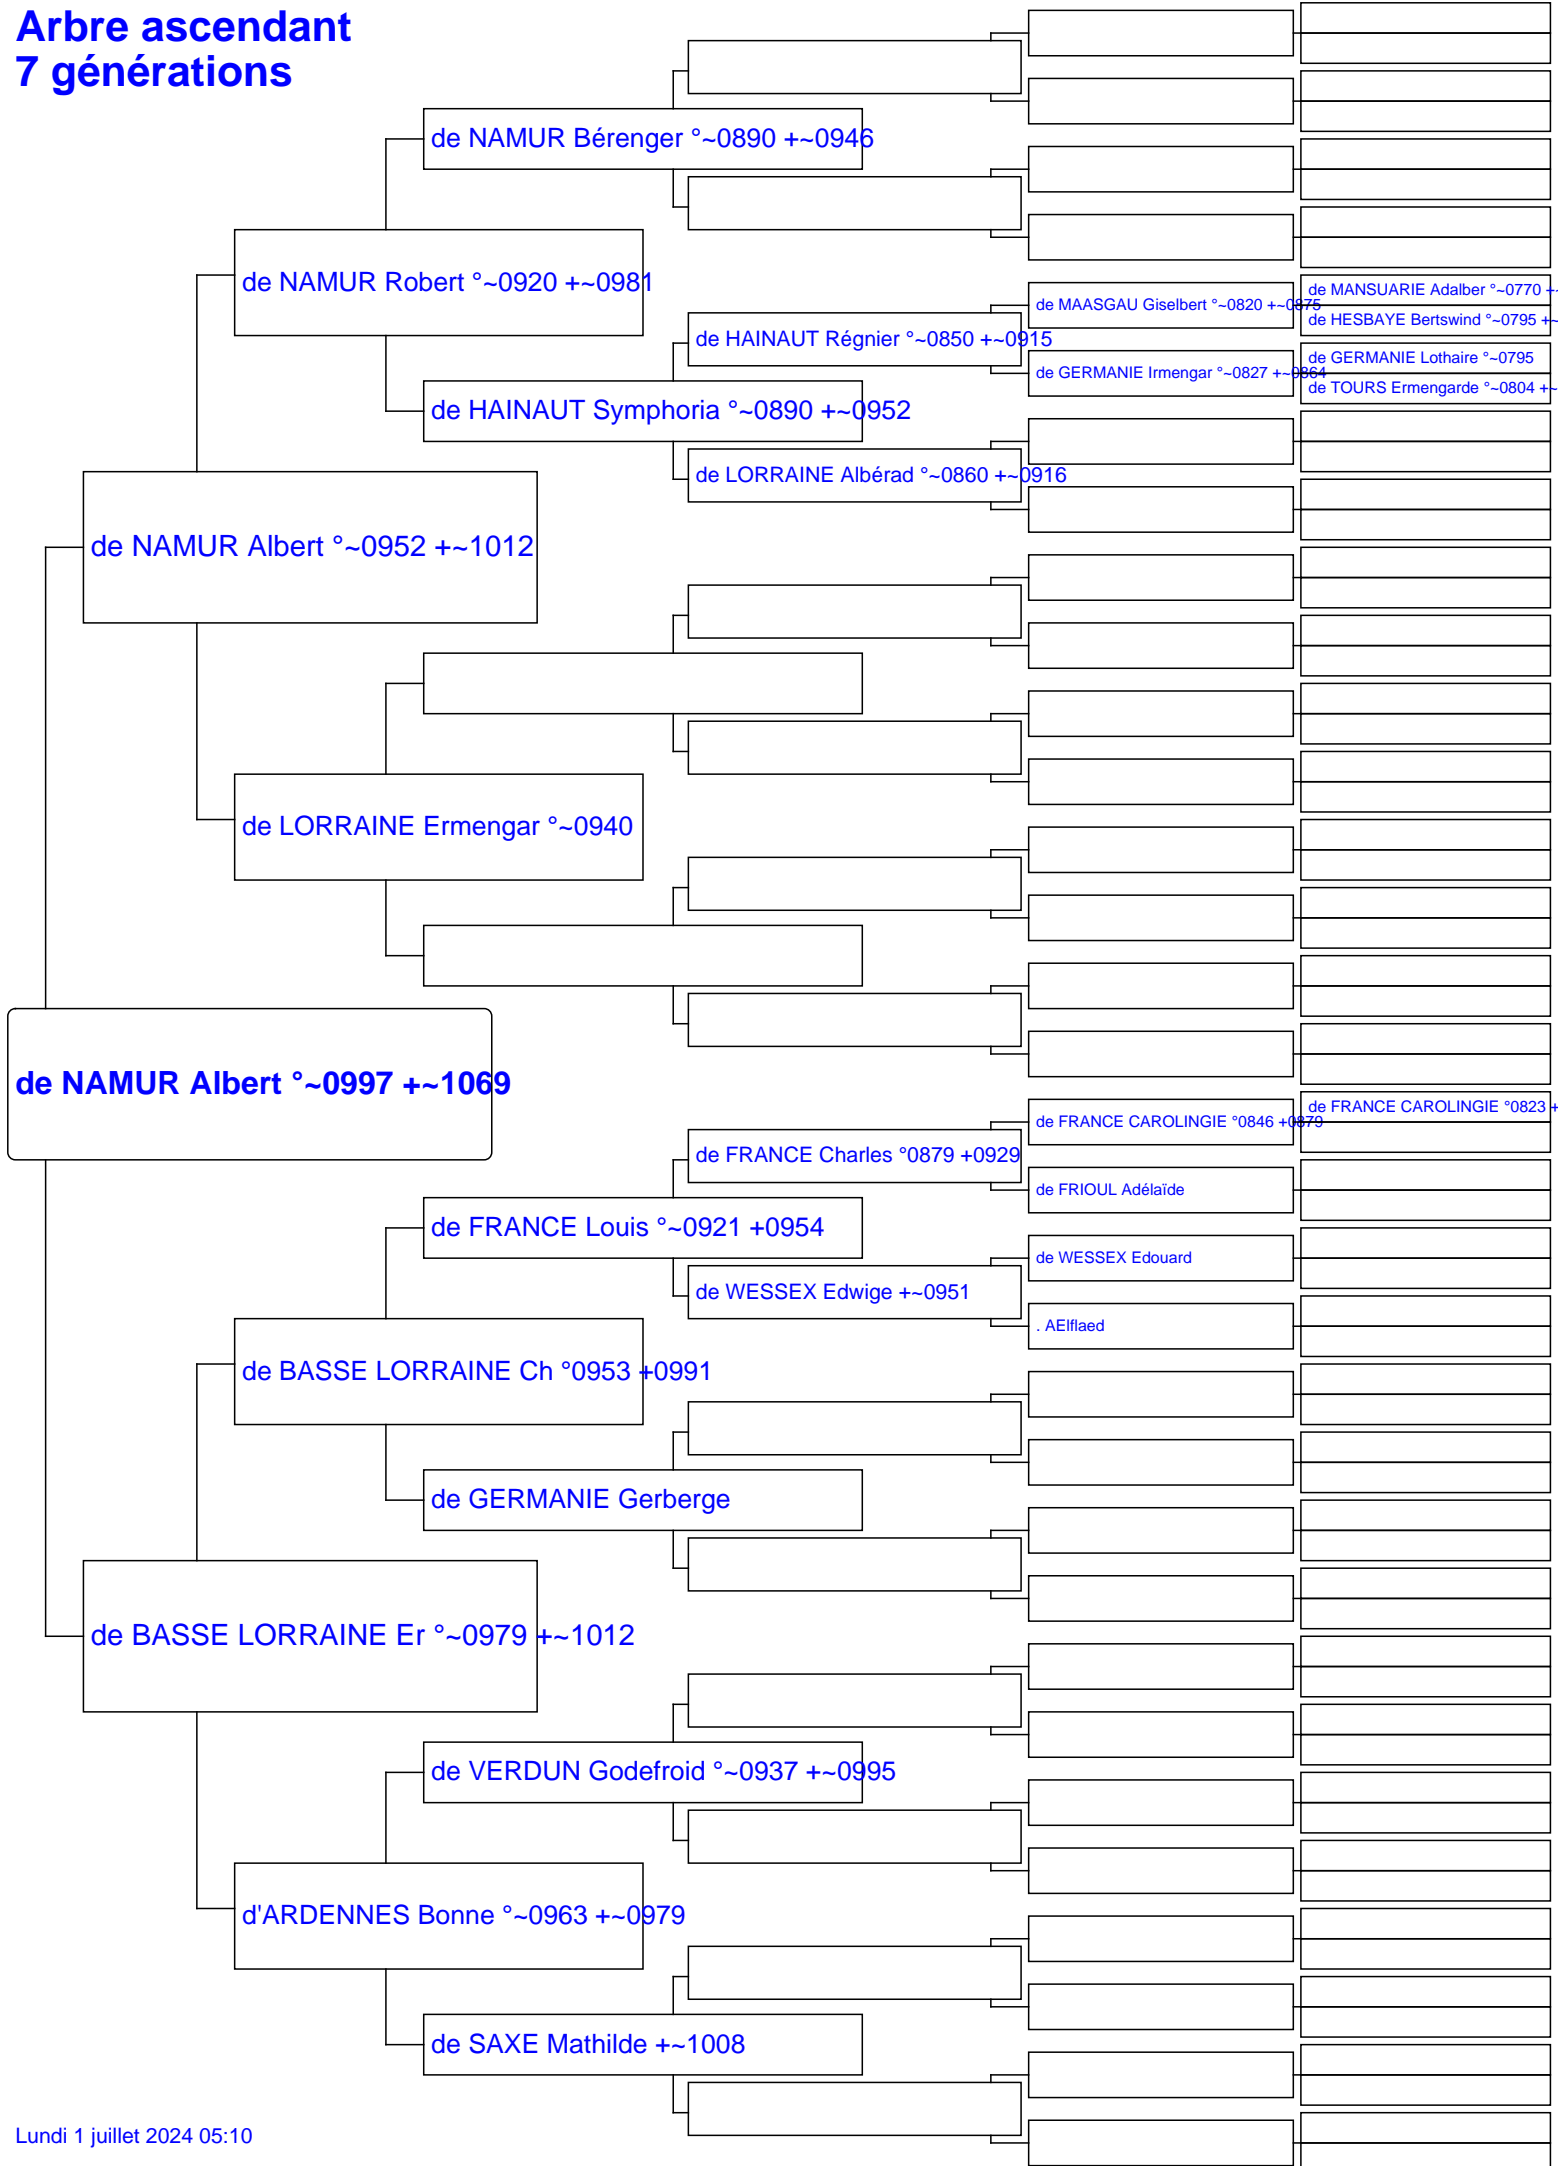 Arbre ascendant
7 générations
de NAMUR Bérenger °~0890 +~0946
de NAMUR Robert °~0920 +~0981
de MANSUARIE Adalber °~0770 +~
de MAASGAU Giselbert °~0820 +~0875
de HESBAYE Bertswind °~0795 +~
de HAINAUT Régnier °~0850 +~0915
de GERMANIE Lothaire °~0795
de GERMANIE Irmengar °~0827 +~0864
de TOURS Ermengarde °~0804 +~
de HAINAUT Symphoria °~0890 +~0952
de LORRAINE Albérad °~0860 +~0916
de NAMUR Albert °~0952 +~1012
de LORRAINE Ermengar °~0940
de NAMUR Albert °~0997 +~1069
de FRANCE CAROLINGIE °0823 +
de FRANCE CAROLINGIE °0846 +0879
de FRANCE Charles °0879 +0929
de FRIOUL Adélaïde
de FRANCE Louis °~0921 +0954
de WESSEX Edouard
de WESSEX Edwige +~0951
. AElflaed
de BASSE LORRAINE Ch °0953 +0991
de GERMANIE Gerberge
de BASSE LORRAINE Er °~0979 +~1012
de VERDUN Godefroid °~0937 +~0995
d'ARDENNES Bonne °~0963 +~0979
de SAXE Mathilde +~1008
Lundi 1 juillet 2024 05:10